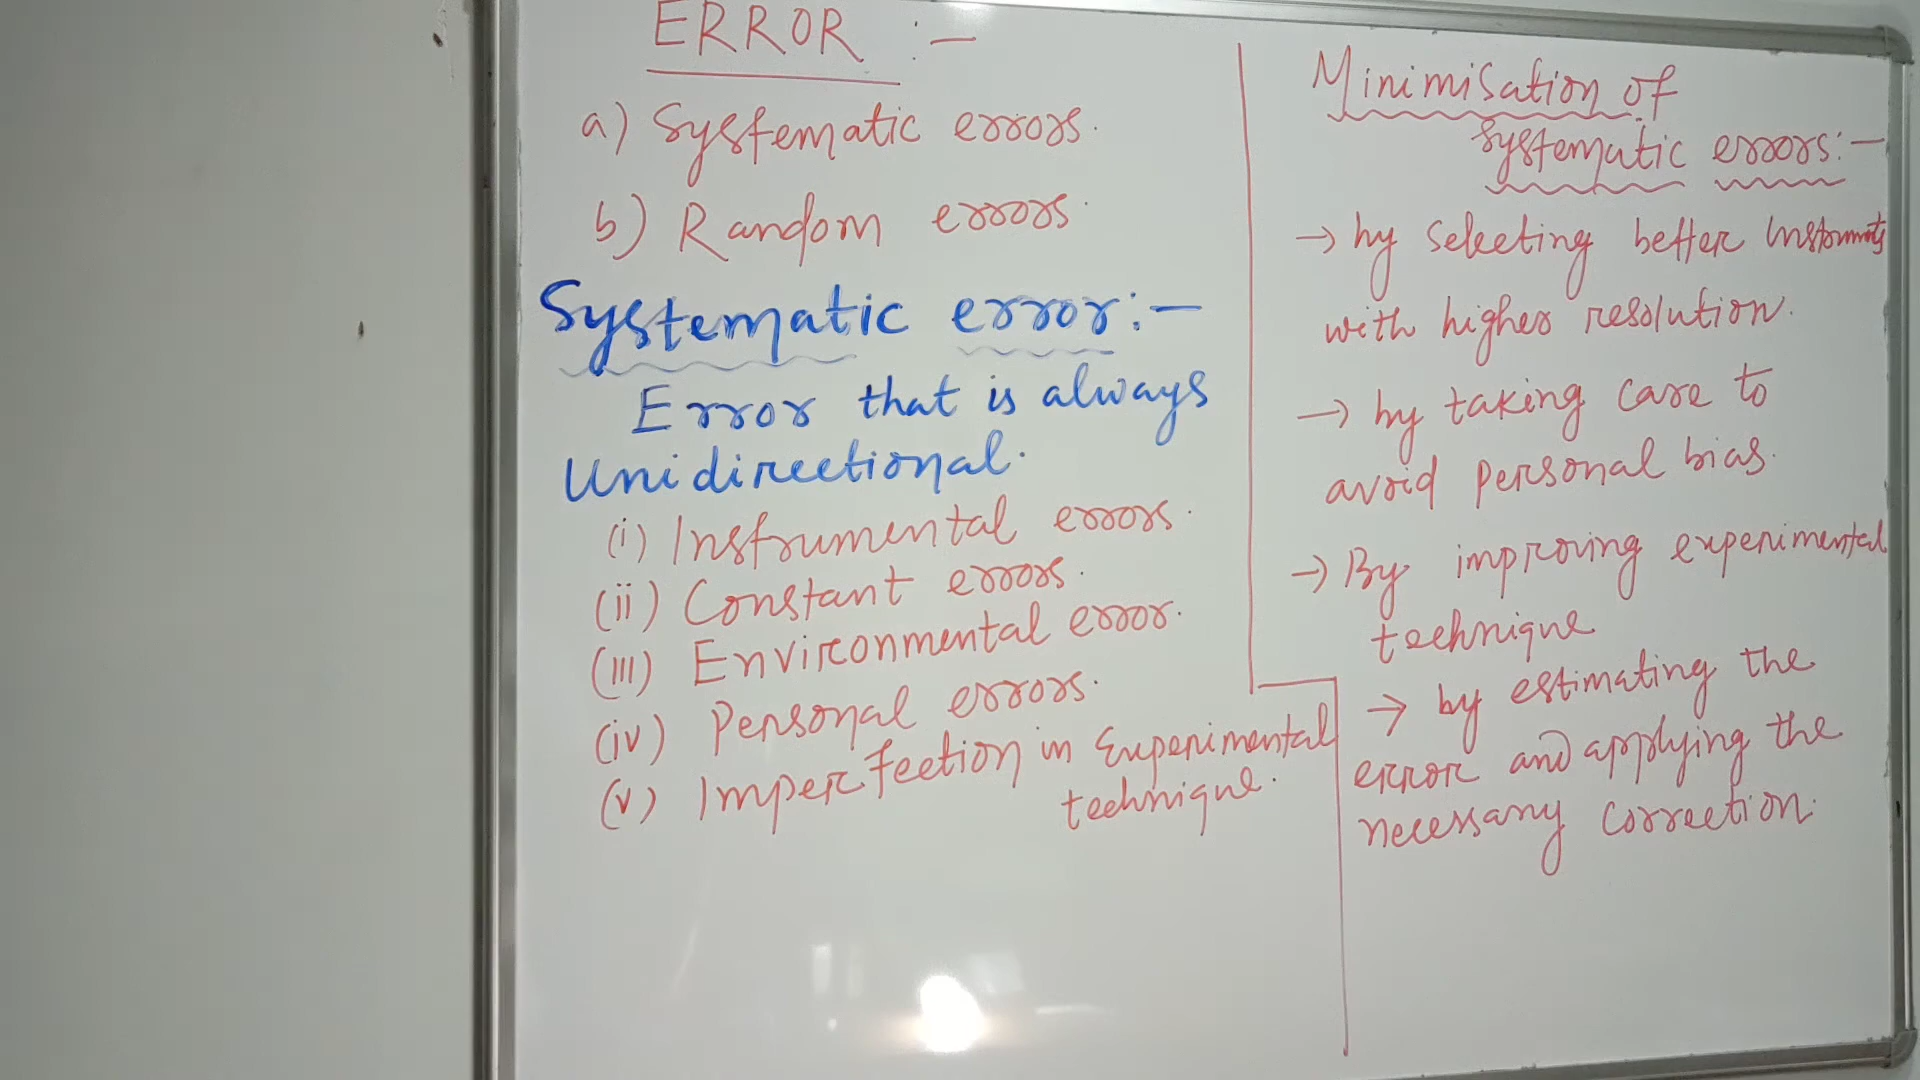 ERROR :-
a) Systematic errors.
b) Random errors.
Systematic error:-
Error that is always
Unidirectional.
(i) Instrumental errors.
(ii) Constant errors.
(iii) Environmental error.
(iv) Personal errors.
(v) Imperfection in Experimental
technique.
Minimisation of
systematic errors:-
→ by selecting better Instruments
with higher resolution.
→ by taking care to
avoid personal bias.
→ By improving experimental
technique
→ by estimating the
error and applying the
necessary correction.